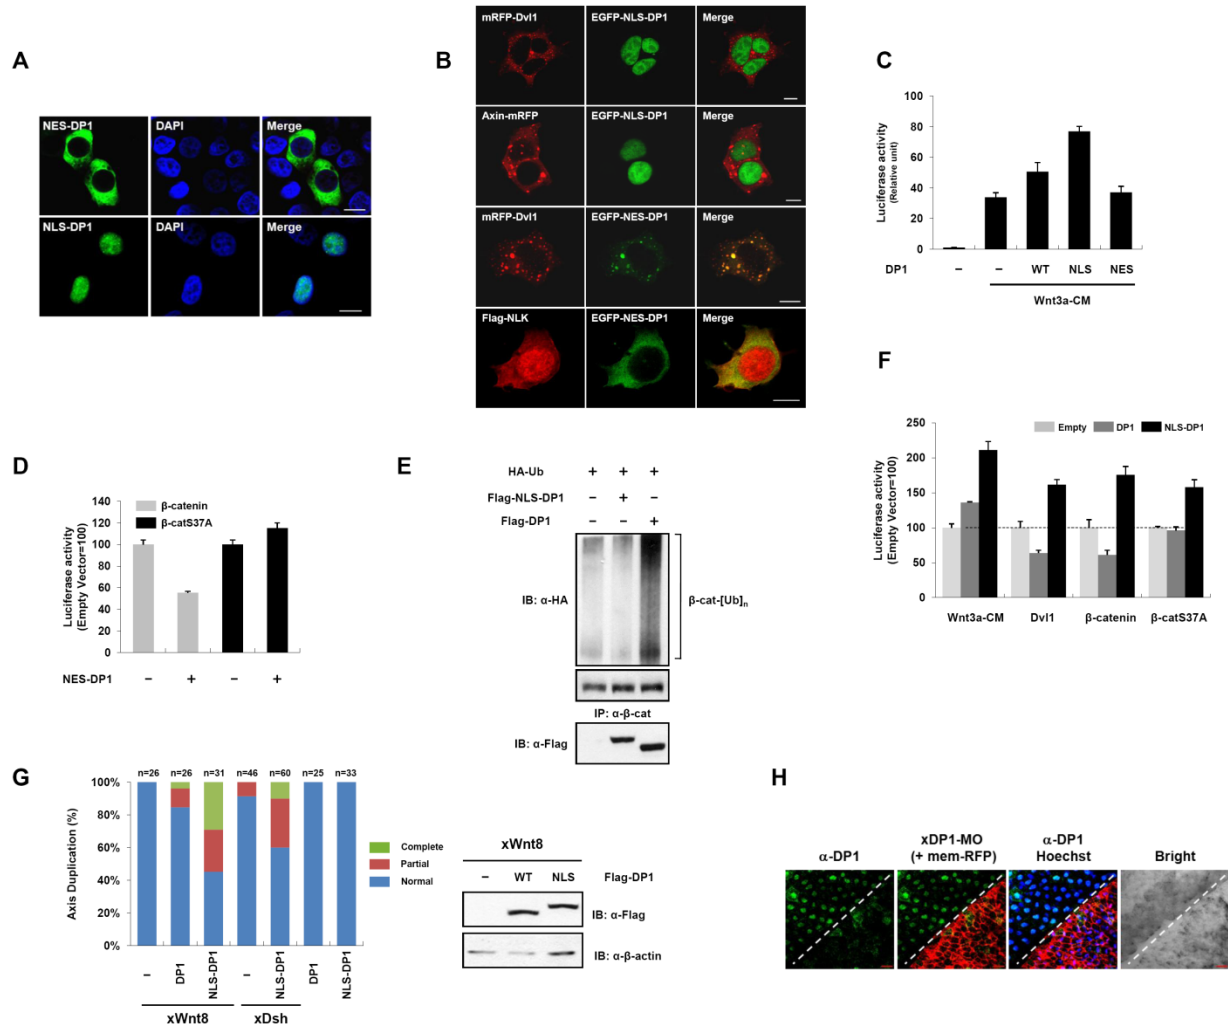 A
NES-DP1 DAPI Merge
NLS-DP1 DAPI Merge
B
mRFP-Dvl1 EGFP-NLS-DP1 Merge
Axin-mRFP EGFP-NLS-DP1 Merge
mRFP-Dvl1 EGFP-NES-DP1 Merge
Flag-NLK EGFP-NES-DP1 Merge
C
Luciferase activity
(Relative unit)
100
80
60
40
20
0
DP1 – – WT NLS NES
Wnt3a-CM
D
Luciferase activity
(Empty Vector=100)
140
120
100
80
60
40
20
0
β-catenin
β-catS37A
NES-DP1 – + – +
E
HA-Ub + + +
Flag-NLS-DP1 – + –
Flag-DP1 – – +
IB: α-HA
β-cat-[Ub]n
IP: α-β-cat
IB: α-Flag
F
Luciferase activity
(Empty Vector=100)
250
200
150
100
50
0
Empty DP1 NLS-DP1
Wnt3a-CM Dvl1 β-catenin β-catS37A
G
Axis Duplication (%)
n=26 n=26 n=31 n=46 n=60 n=25 n=33
100%
80%
60%
40%
20%
0%
Complete
Partial
Normal
– DP1 NLS-DP1 – NLS-DP1 DP1 NLS-DP1
xWnt8 xDsh
xWnt8
– WT NLS Flag-DP1
IB: α-Flag
IB: α-β-actin
H
α-DP1
xDP1-MO
(+ mem-RFP)
α-DP1
Hoechst
Bright